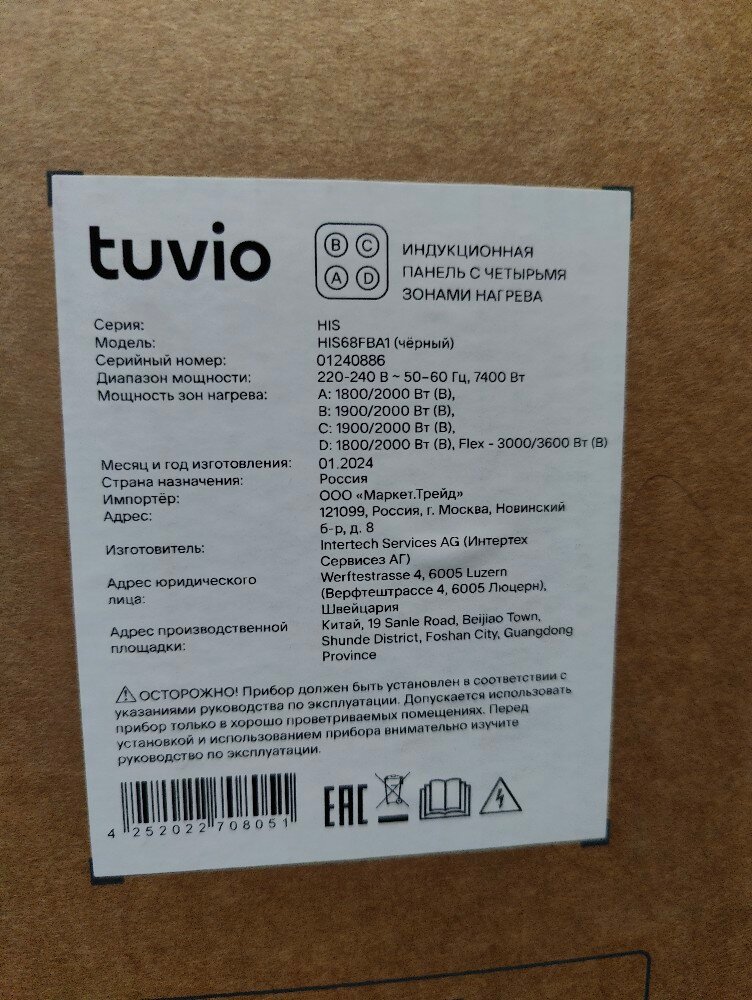 tuvio
B C
A D
ИНДУКЦИОННАЯ
ПАНЕЛЬ С ЧЕТЫРЬМЯ
ЗОНАМИ НАГРЕВА
Серия: HIS
Модель: HIS68FBA1 (чёрный)
Серийный номер: 01240886
Диапазон мощности: 220-240 В ~ 50–60 Гц, 7400 Вт
Мощность зон нагрева: A: 1800/2000 Вт (B),
B: 1900/2000 Вт (B),
C: 1900/2000 Вт (B),
D: 1800/2000 Вт (B), Flex - 3000/3600 Вт (B)
Месяц и год изготовления: 01.2024
Страна назначения: Россия
Импортёр: ООО «Маркет.Трейд»
Адрес: 121099, Россия, г. Москва, Новинский
б-р, д. 8
Изготовитель: Intertech Services AG (Интертех
Сервисез АГ)
Адрес юридического
лица:
Werftestrasse 4, 6005 Luzern
(Верфтештрассе 4, 6005 Люцерн),
Швейцария
Адрес производственной
площадки:
Китай, 19 Sanle Road, Beijiao Town,
Shunde District, Foshan City, Guangdong
Province
ОСТОРОЖНО! Прибор должен быть установлен в соответствии с
указаниями руководства по эксплуатации. Допускается использовать
прибор только в хорошо проветриваемых помещениях. Перед
установкой и использованием прибора внимательно изучите
руководство по эксплуатации.
4 252022 708051
EAC